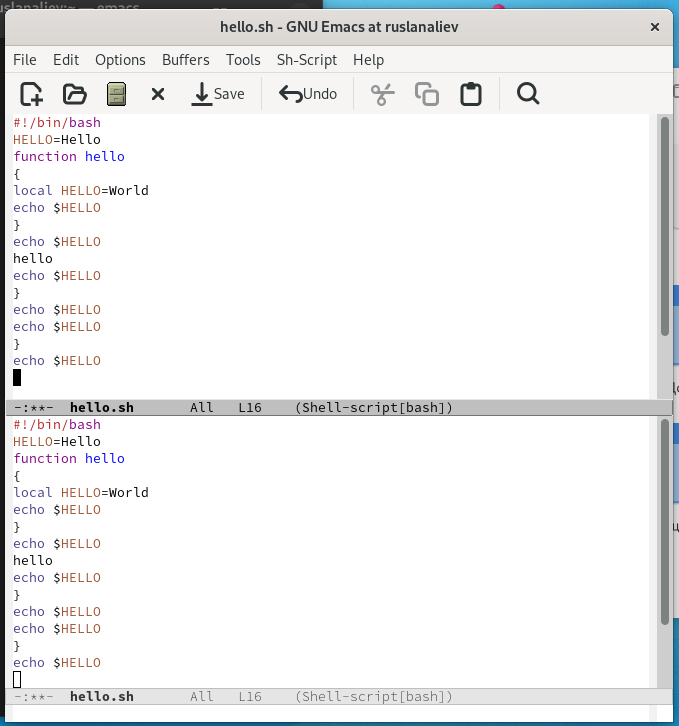 hello.sh - GNU Emacs at ruslanaliev
File Edit Options Buffers Tools Sh-Script Help
Save Undo
#!/bin/bash
HELLO=Hello
function hello
{
local HELLO=World
echo $HELLO
}
echo $HELLO
hello
echo $HELLO
}
echo $HELLO
echo $HELLO
}
echo $HELLO
-:**- hello.sh All L16 (Shell-script[bash])
#!/bin/bash
HELLO=Hello
function hello
{
local HELLO=World
echo $HELLO
}
echo $HELLO
hello
echo $HELLO
}
echo $HELLO
echo $HELLO
}
echo $HELLO
-:**- hello.sh All L16 (Shell-script[bash])